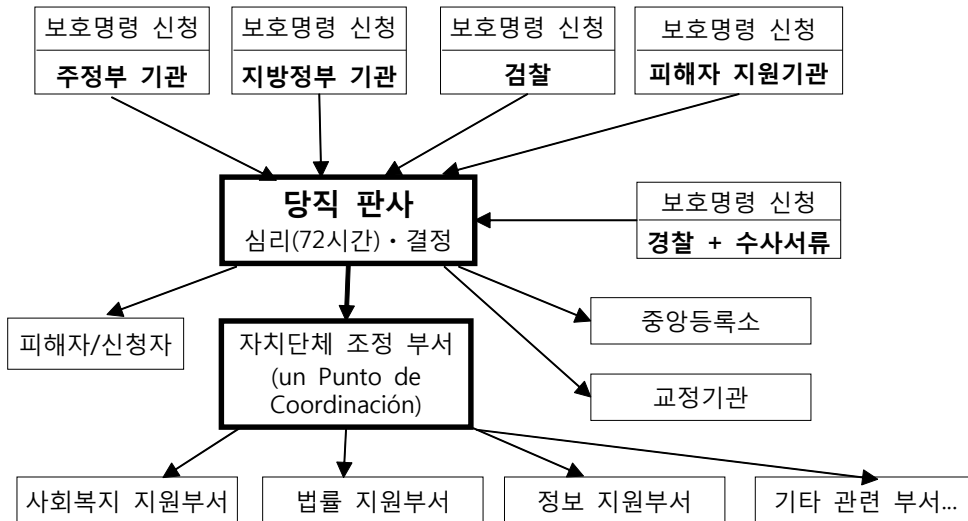 보호명령 신청
주정부 기관
보호명령 신청
지방정부 기관
보호명령 신청
검찰
보호명령 신청
피해자 지원기관
당직 판사
심리(72시간)・결정
보호명령 신청
경찰 + 수사서류
피해자/신청자
자치단체 조정 부서
(un Punto de
Coordinación)
중앙등록소
교정기관
사회복지 지원부서
법률 지원부서
정보 지원부서
기타 관련 부서...